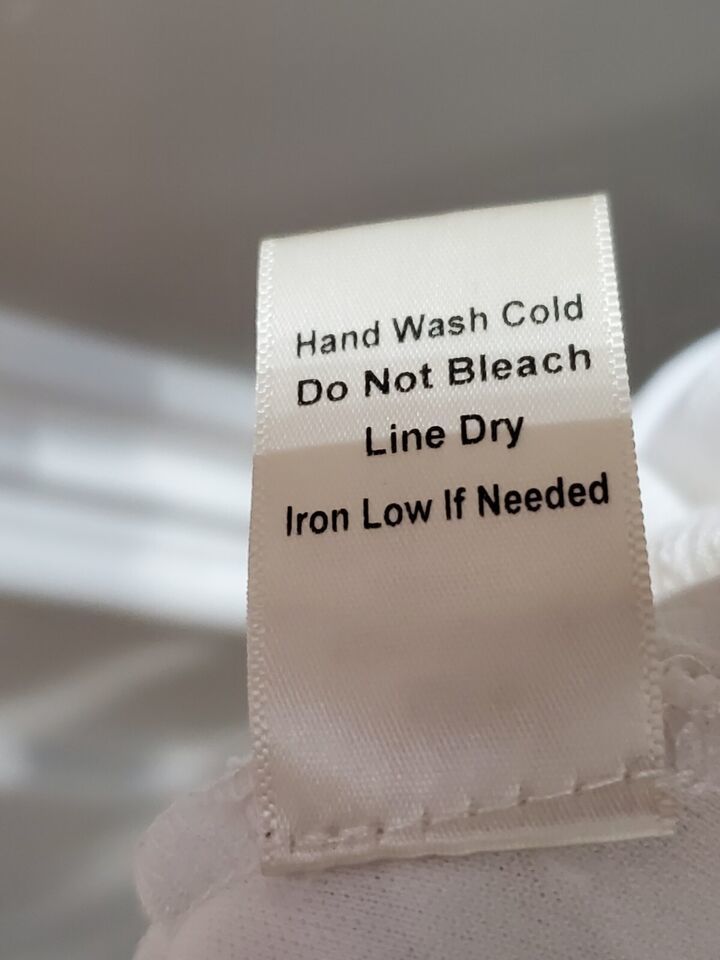 Hand Wash Cold
Do Not Bleach
Line Dry
Iron Low If Needed